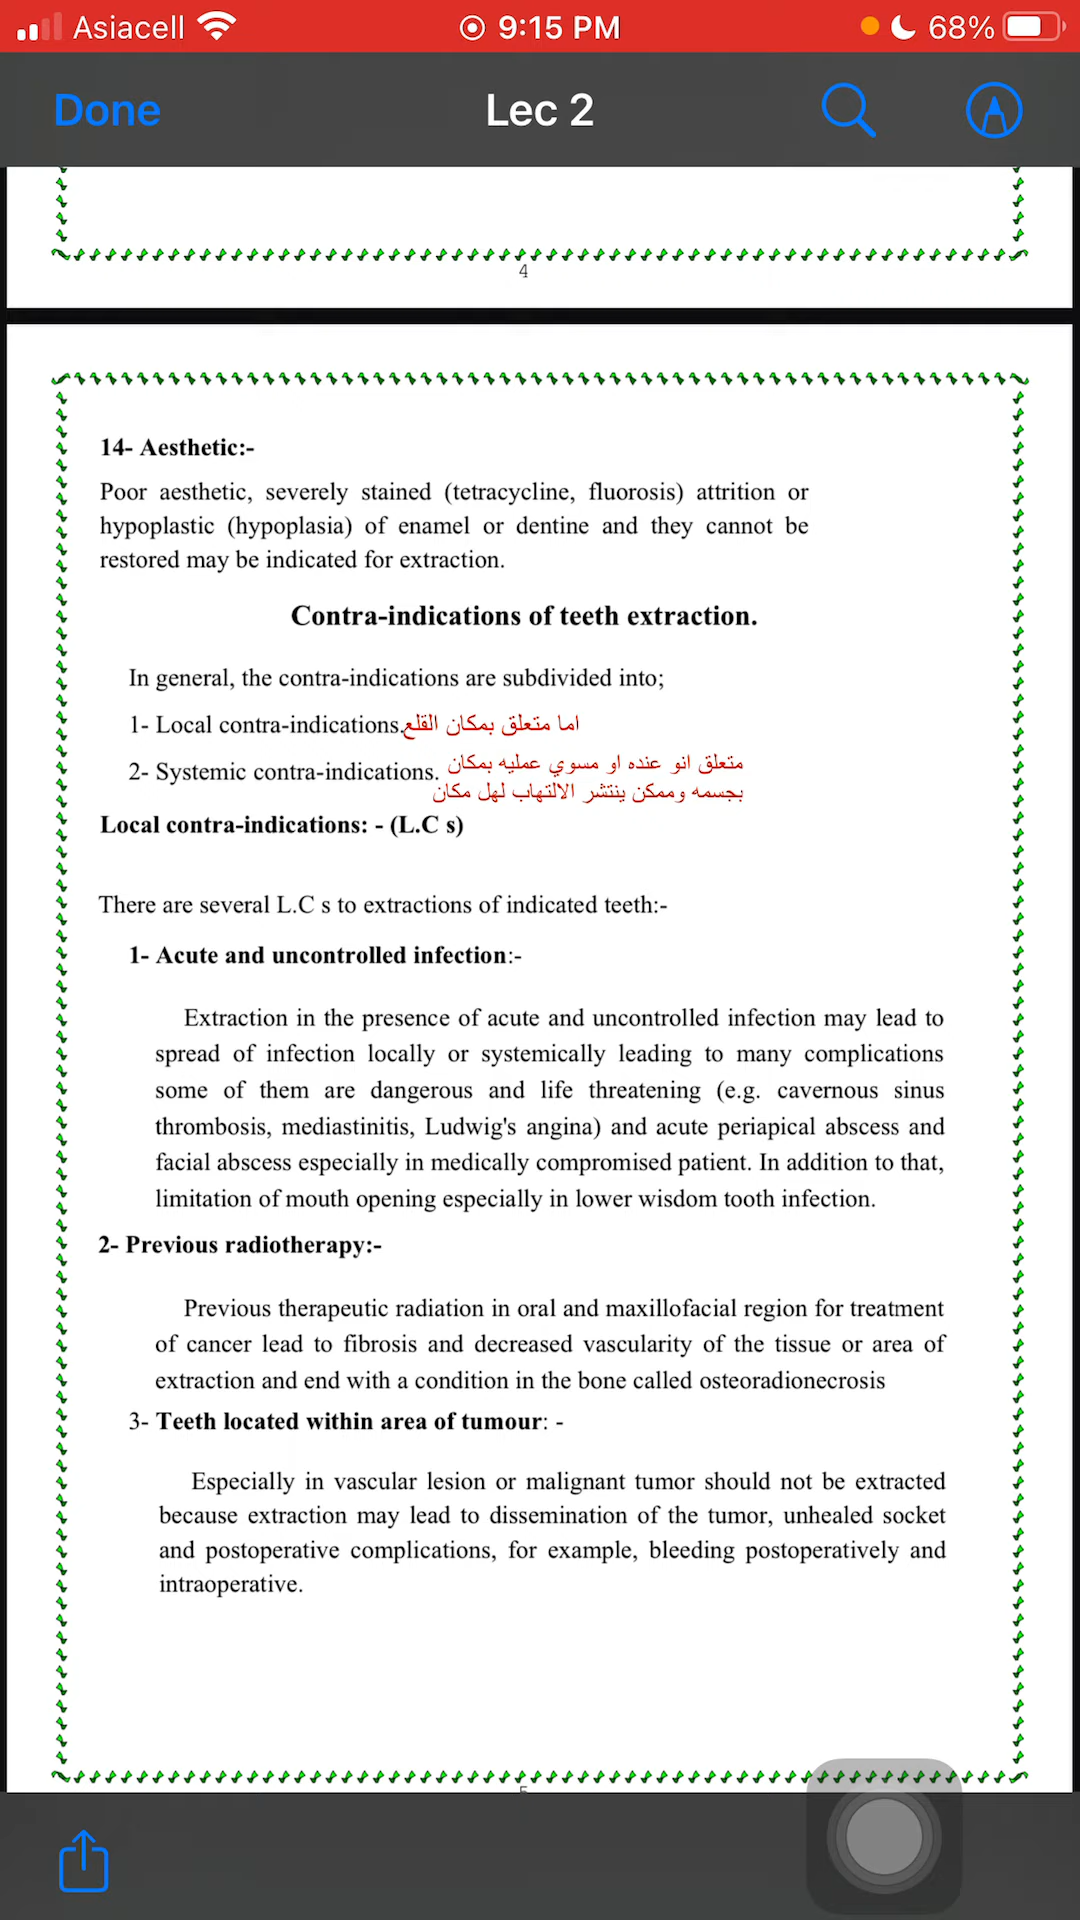 Asiacell 9:15 PM 68%
Done Lec 2
4
14- Aesthetic:-
Poor aesthetic, severely stained (tetracycline, fluorosis) attrition or
hypoplastic (hypoplasia) of enamel or dentine and they cannot be
restored may be indicated for extraction.
Contra-indications of teeth extraction.
In general, the contra-indications are subdivided into;
1- Local contra-indications. اما متعلق بمكان القلع
2- Systemic contra-indications. متعلق انو عنده او مسوي عمليه بمكان
بجسمه وممكن ينتشر الالتهاب لهل مكان
Local contra-indications: - (L.C s)
There are several L.C s to extractions of indicated teeth:-
1- Acute and uncontrolled infection:-
Extraction in the presence of acute and uncontrolled infection may lead to
spread of infection locally or systemically leading to many complications
some of them are dangerous and life threatening (e.g. cavernous sinus
thrombosis, mediastinitis, Ludwig's angina) and acute periapical abscess and
facial abscess especially in medically compromised patient. In addition to that,
limitation of mouth opening especially in lower wisdom tooth infection.
2- Previous radiotherapy:-
Previous therapeutic radiation in oral and maxillofacial region for treatment
of cancer lead to fibrosis and decreased vascularity of the tissue or area of
extraction and end with a condition in the bone called osteoradionecrosis
3- Teeth located within area of tumour: -
Especially in vascular lesion or malignant tumor should not be extracted
because extraction may lead to dissemination of the tumor, unhealed socket
and postoperative complications, for example, bleeding postoperatively and
intraoperative.